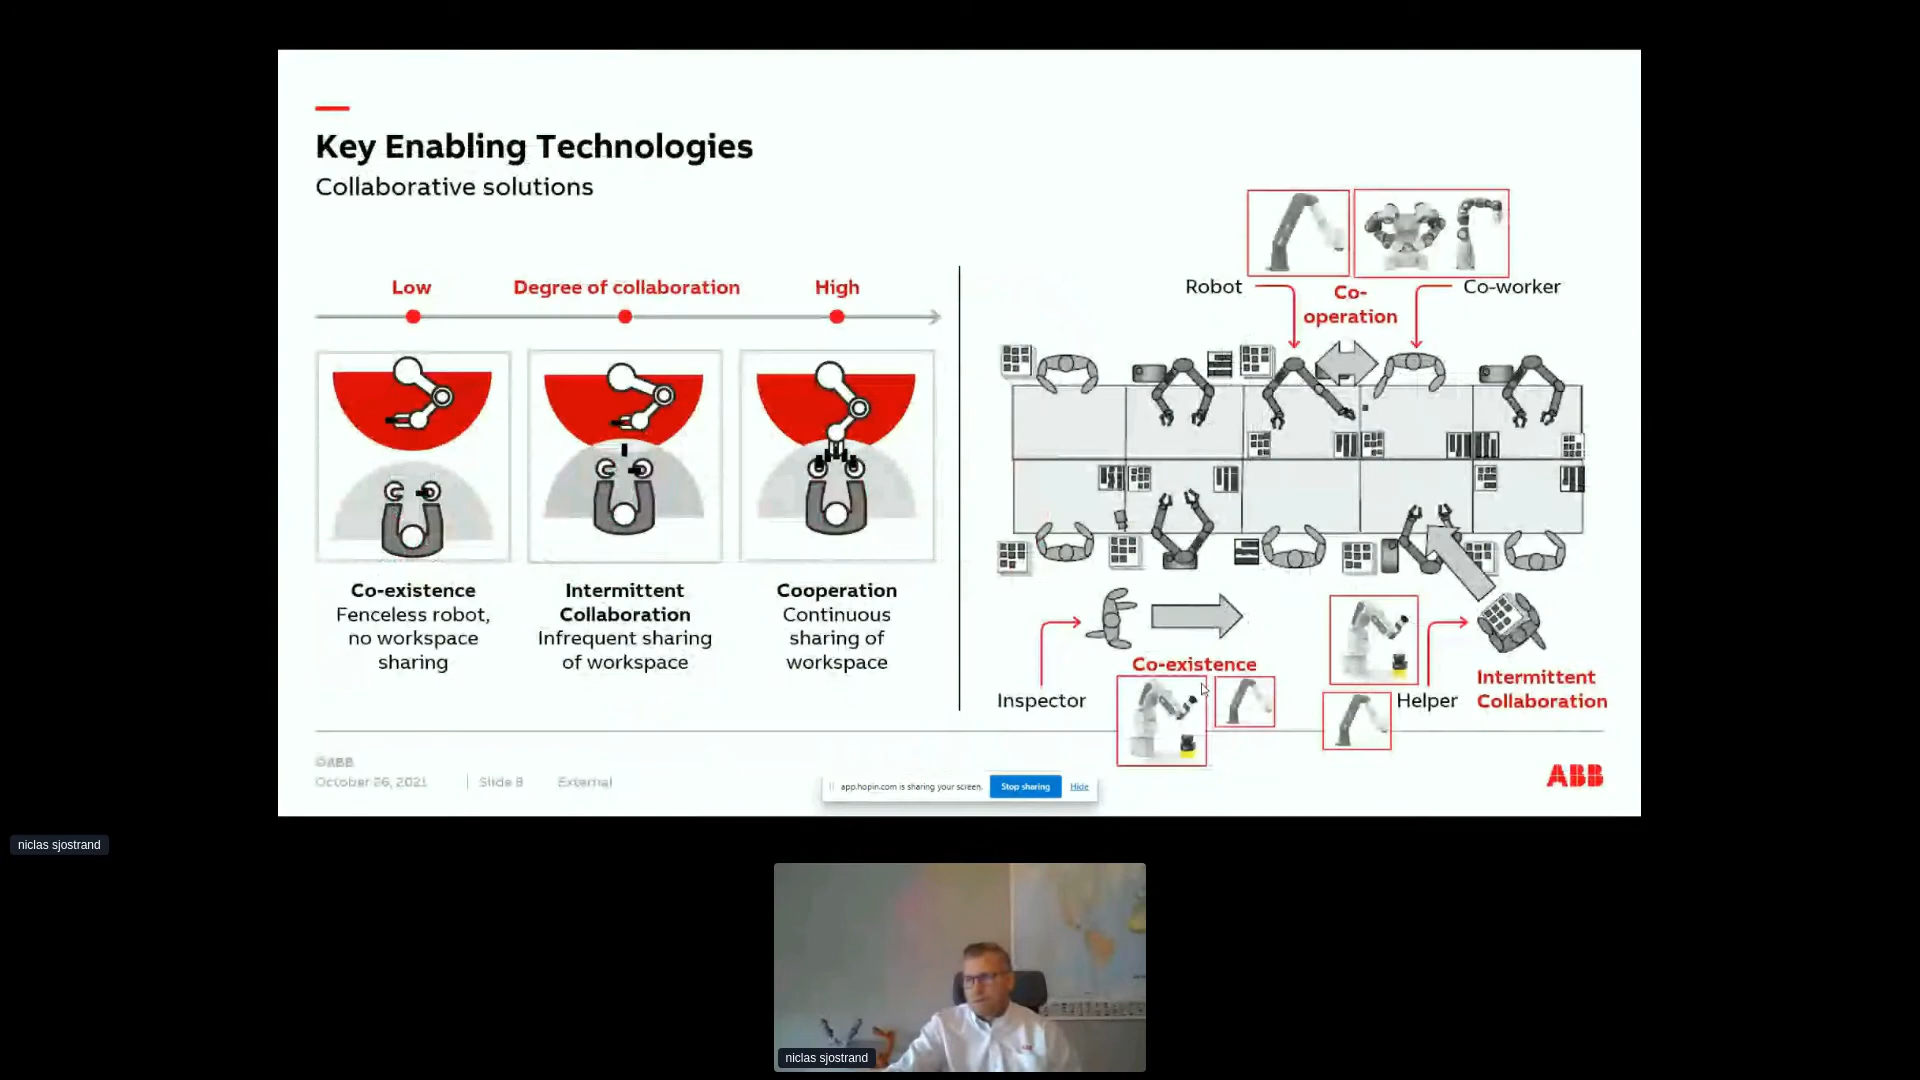 Key Enabling Technologies
Collaborative solutions
Low
Degree of collaboration
High
Co-existence
Fenceless robot,
no workspace
sharing
Intermittent
Collaboration
Infrequent sharing
of workspace
Cooperation
Continuous
sharing of
workspace
Robot
Co-
operation
Co-worker
Inspector
Co-existence
Helper
Intermittent
Collaboration
©ABB
October 26, 2021
Slide 8
External
app.hopin.com is sharing your screen.
Stop sharing
Hide
ABB
niclas sjostrand
ABB
niclas sjostrand